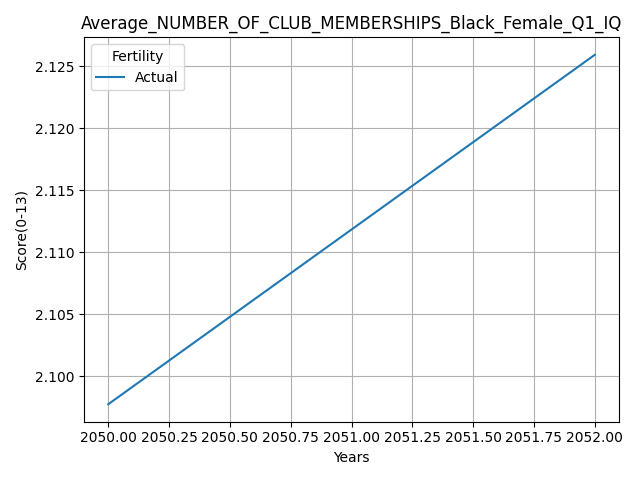 Average_NUMBER_OF_CLUB_MEMBERSHIPS_Black_Female_Q1_IQ
Fertility
Actual
2.125
2.120
2.115
2.110
2.105
2.100
Score(0-13)
2050.00 2050.25 2050.50 2050.75 2051.00 2051.25 2051.50 2051.75 2052.00
Years